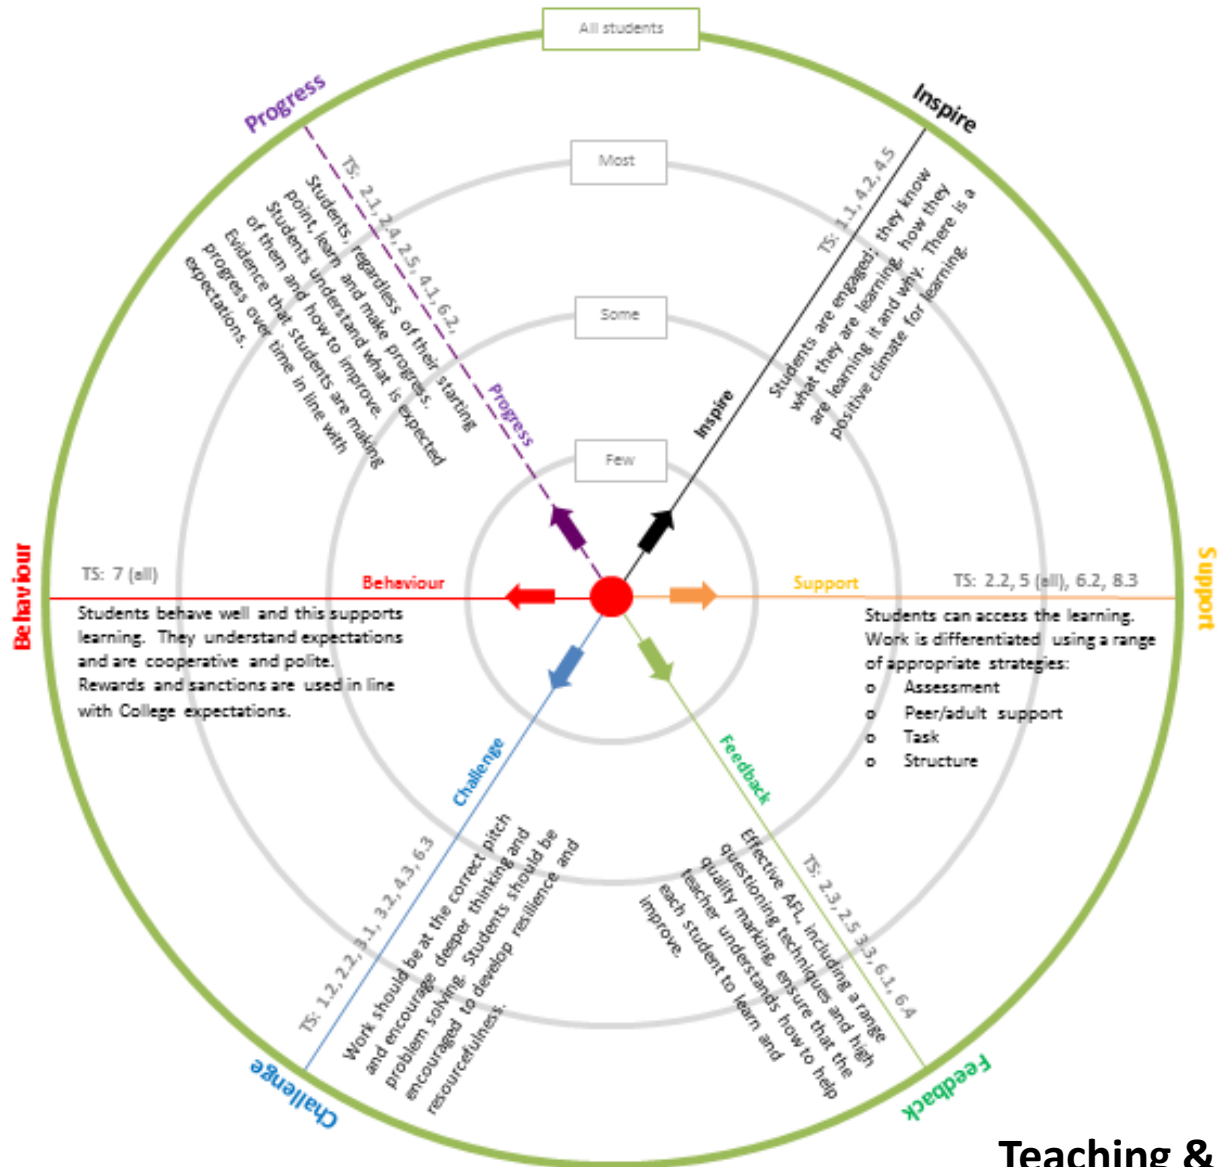 All students
Progress
Inspire
Most
TS: 2.1, 2.4, 2.5, 4.1, 6.2,
Students, regardless of their starting
point, learn and make progress.
Students understand what is expected
of them and how to improve.
Evidence that students are making
progress over time in line with
expectations.
TS: 1.1, 4.2, 4.5
Students are engaged; they know
what they are learning, how they
are learning it and why. There is a
positive climate for learning.
Some
Progress
Inspire
Few
Behaviour
TS: 7 (all)
Behaviour
Students behave well and this supports
learning. They understand expectations
and are cooperative and polite.
Rewards and sanctions are used in line
with College expectations.
Support
TS: 2.2, 5 (all), 6.2, 8.3
Support
Students can access the learning.
Work is differentiated using a range
of appropriate strategies:
o Assessment
o Peer/adult support
o Task
o Structure
Challenge
Feedback
TS: 1.2, 2.2, 3.1, 3.2, 4.3, 6.3
Work should be at the correct pitch
and encourage deeper thinking and
problem solving. Students should be
encouraged to develop resilience and
resourcefulness.
TS: 2.3, 2.5 3.3, 6.1, 6.4
Effective AFL, including a range
questioning techniques and high
quality marking, ensure that the
teacher understands how to help
each student to learn and
improve.
Challenge
Feedback
Teaching &